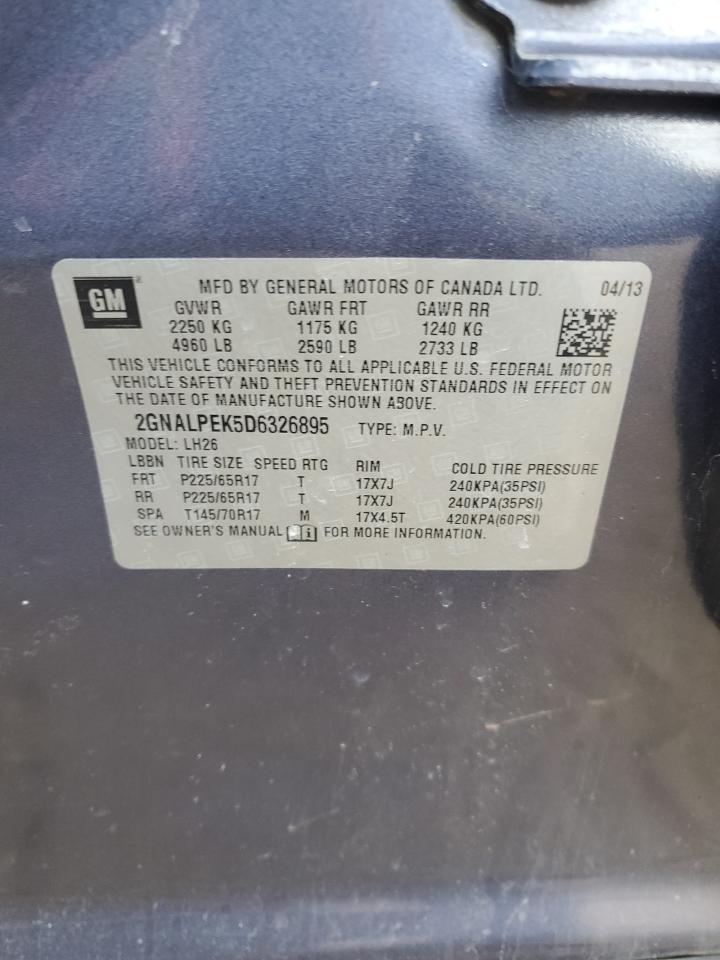 GM MFD BY GENERAL MOTORS OF CANADA LTD. 04/13
GVWR GAWR FRT GAWR RR
2250 KG 1175 KG 1240 KG
4960 LB 2590 LB 2733 LB
THIS VEHICLE CONFORMS TO ALL APPLICABLE U.S. FEDERAL MOTOR
VEHICLE SAFETY AND THEFT PREVENTION STANDARDS IN EFFECT ON
THE DATE OF MANUFACTURE SHOWN ABOVE.
2GNALPEK5D6326895 TYPE: M.P.V.
MODEL: LH26
LBBN TIRE SIZE SPEED RTG RIM COLD TIRE PRESSURE
FRT P225/65R17 T 17X7J 240KPA(35PSI)
RR P225/65R17 T 17X7J 240KPA(35PSI)
SPA T145/70R17 M 17X4.5T 420KPA(60PSI)
SEE OWNER'S MANUAL i FOR MORE INFORMATION.